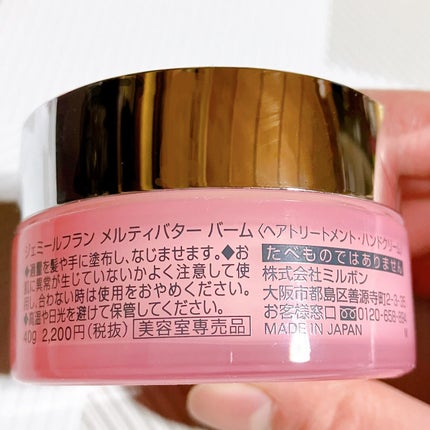 ジェミールフラン メルティバター バーム〈ヘアトリートメント・ハンドクリーム〉
◆適量を髪や手に塗布し、なじませます。◆お
肌に異常が生じていないかよく注意して使
用し、合わない時は使用をおやめください。
◆高温や日光を避けて保管してください。
40g 2,200円(税抜) 美容室専売品
たべものではありません
株式会社ミルボン
大阪市都島区善源寺町2-3-35
お客様窓口 0120-658-894
MADE IN JAPAN